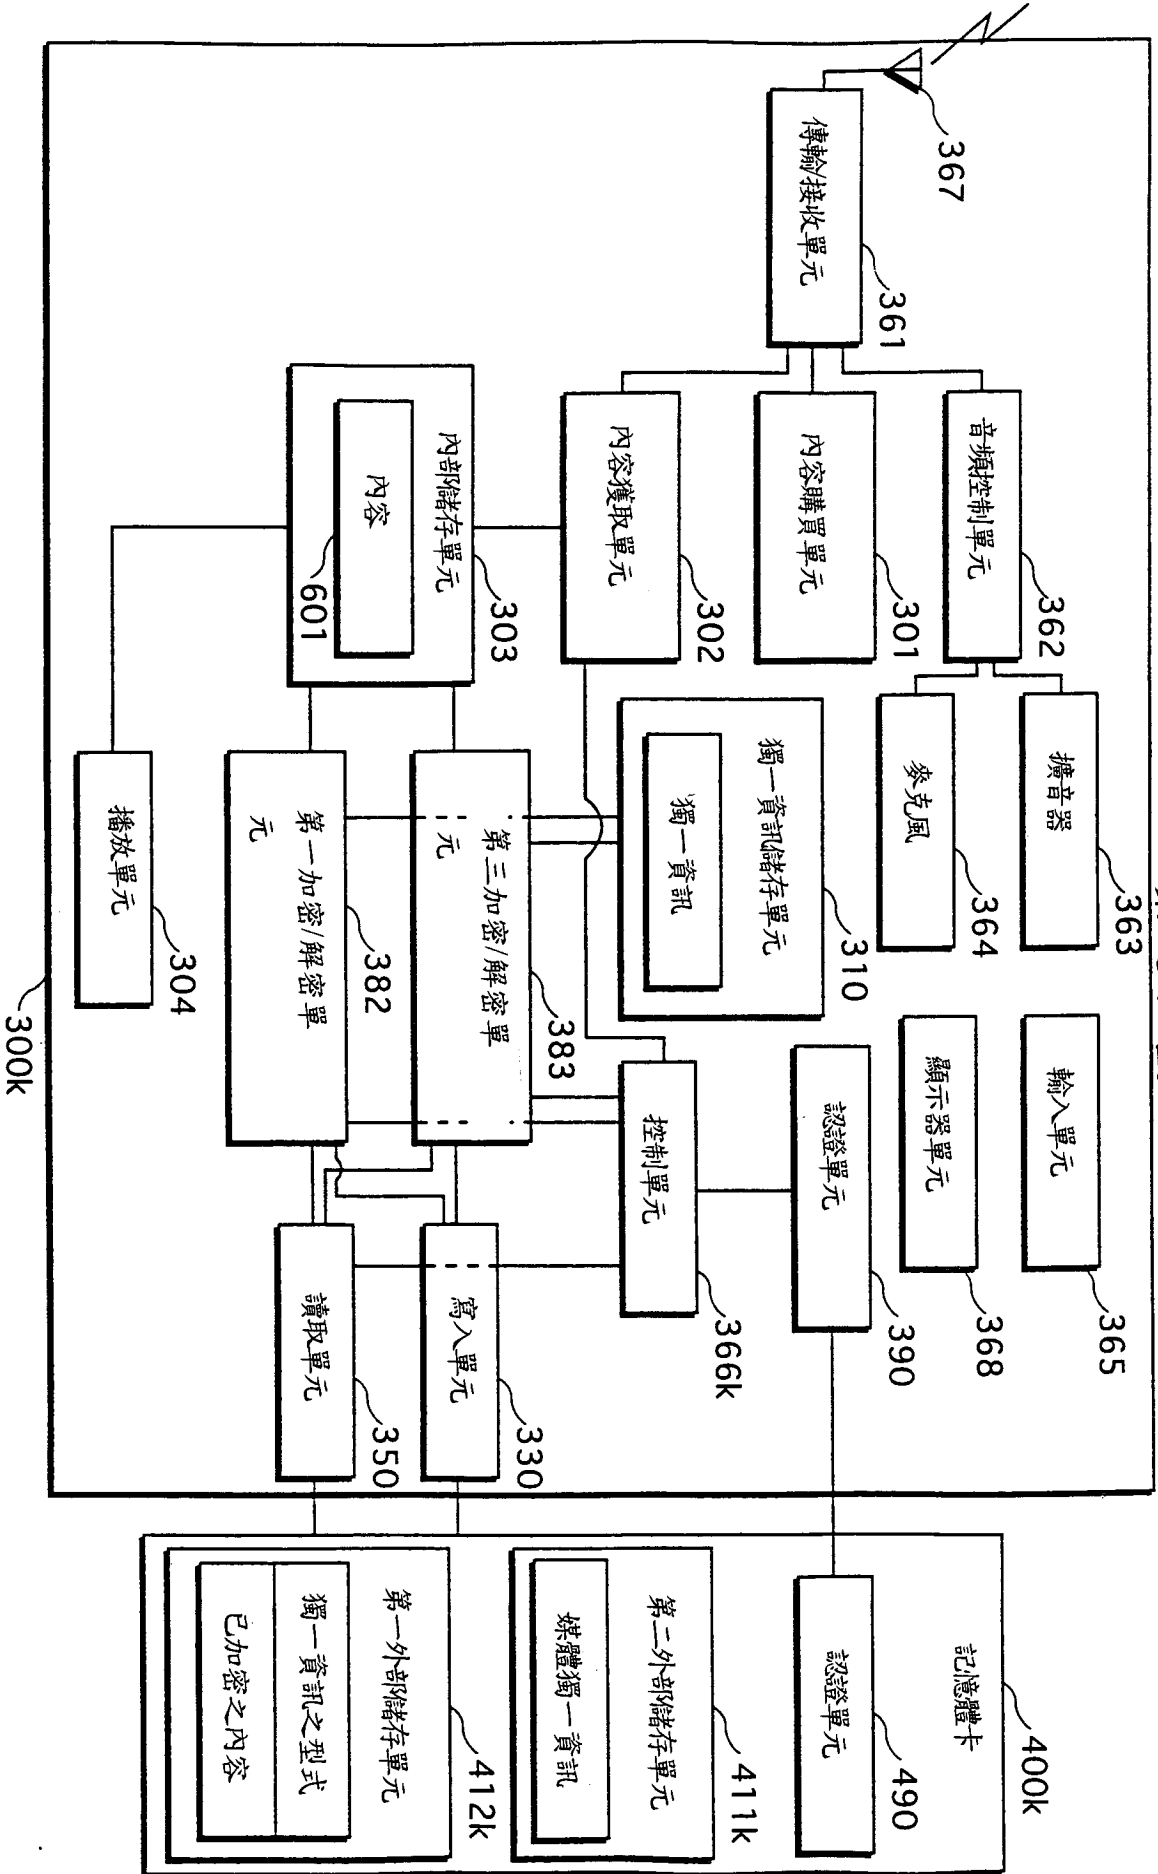 367
傳輸/接收單元
361
音頻控制單元
362
內容購買單元
301
內容獲取單元
302
內部儲存單元
303
內容
601
擴音器
363
麥克風
364
獨一資訊儲存單元
310
獨一資訊
第三加密/解密單
元
383
第一加密/解密單
元
382
播放單元
304
輸入單元
365
顯示器單元
368
認證單元
390
控制單元
366k
寫入單元
330
讀取單元
350
300k
記憶體卡
400k
認證單元
490
第二外部儲存單元
411k
媒體獨一資訊
第一外部儲存單元
412k
獨一資訊之型式
已加密之內容